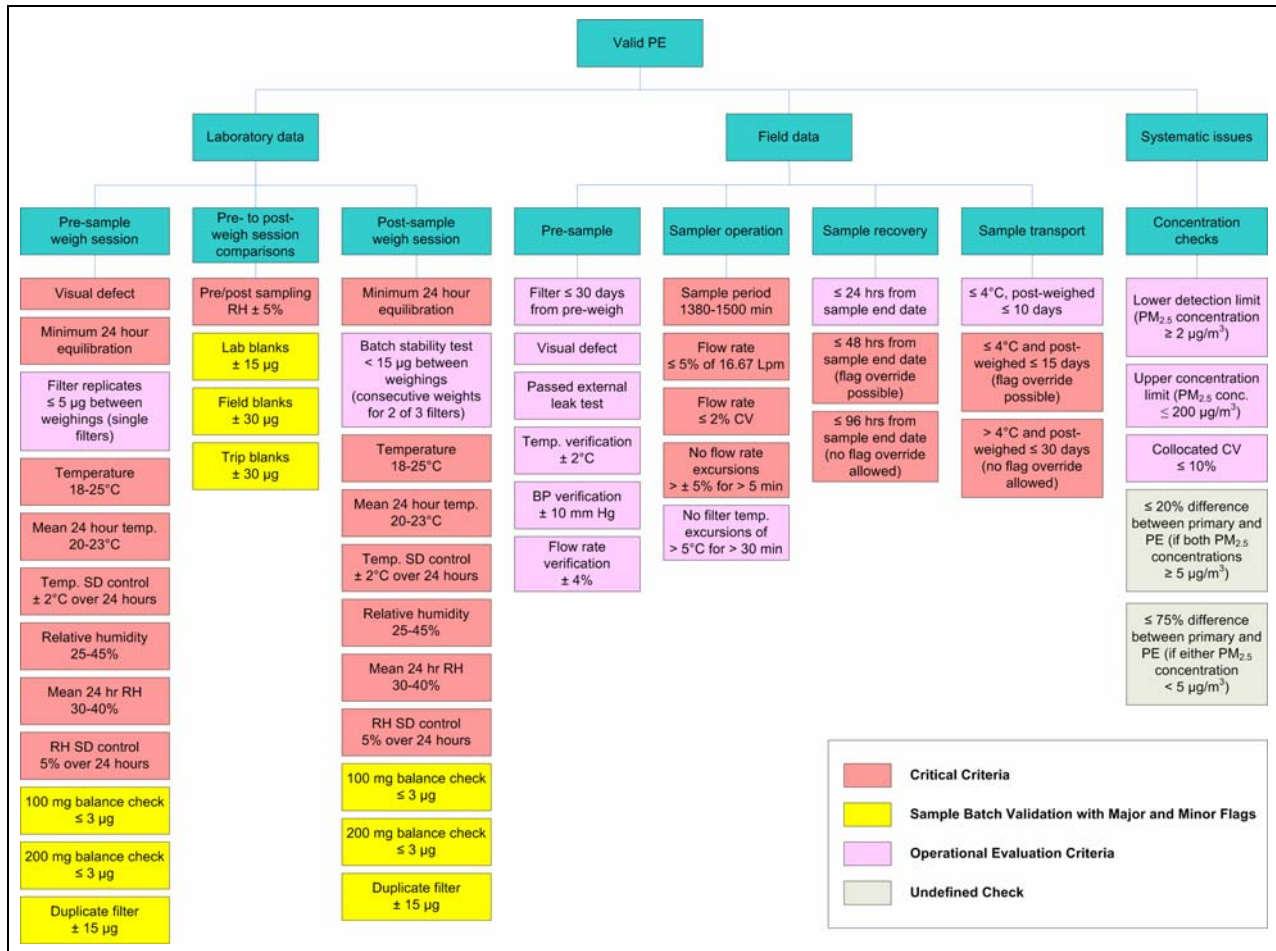 Valid PE
Laboratory data
Field data
Systematic issues
Pre-sample
weigh session
Pre- to post-
weigh session
comparisons
Post-sample
weigh session
Pre-sample
Sampler operation
Sample recovery
Sample transport
Concentration
checks
Visual defect
Minimum 24 hour
equilibration
Filter replicates
≤ 5 µg between
weighings (single
filters)
Temperature
18-25°C
Mean 24 hour temp.
20-23°C
Temp. SD control
± 2°C over 24 hours
Relative humidity
25-45%
Mean 24 hr RH
30-40%
RH SD control
5% over 24 hours
100 mg balance check
≤ 3 µg
200 mg balance check
≤ 3 µg
Duplicate filter
± 15 µg
Pre/post sampling
RH ± 5%
Lab blanks
± 15 µg
Field blanks
± 30 µg
Trip blanks
± 30 µg
Minimum 24 hour
equilibration
Batch stability test
< 15 µg between
weighings
(consecutive weights
for 2 of 3 filters)
Temperature
18-25°C
Mean 24 hour temp.
20-23°C
Temp. SD control
± 2°C over 24 hours
Relative humidity
25-45%
Mean 24 hr RH
30-40%
RH SD control
5% over 24 hours
100 mg balance check
≤ 3 µg
200 mg balance check
≤ 3 µg
Duplicate filter
± 15 µg
Filter ≤ 30 days
from pre-weigh
Visual defect
Passed external
leak test
Temp. verification
± 2°C
BP verification
± 10 mm Hg
Flow rate
verification
± 4%
Sample period
1380-1500 min
Flow rate
≤ 5% of 16.67 Lpm
Flow rate
≤ 2% CV
No flow rate
excursions
> ± 5% for > 5 min
No filter temp.
excursions of
> 5°C for > 30 min
≤ 24 hrs from
sample end date
≤ 48 hrs from
sample end date
(flag override
possible)
≤ 96 hrs from
sample end date
(no flag override
allowed)
≤ 4°C, post-weighed
≤ 10 days
≤ 4°C and post-
weighed ≤ 15 days
(flag override
possible)
> 4°C and post-
weighed ≤ 30 days
(no flag override
allowed)
Lower detection limit
(PM2.5 concentration
≥ 2 µg/m³)
Upper concentration
limit (PM2.5 conc.
≤ 200 µg/m³)
Collocated CV
≤ 10%
≤ 20% difference
between primary and
PE (if both PM2.5
concentrations
≥ 5 µg/m³)
≤ 75% difference
between primary and
PE (if either PM2.5
concentration
< 5 µg/m³)
Critical Criteria
Sample Batch Validation with Major and Minor Flags
Operational Evaluation Criteria
Undefined Check